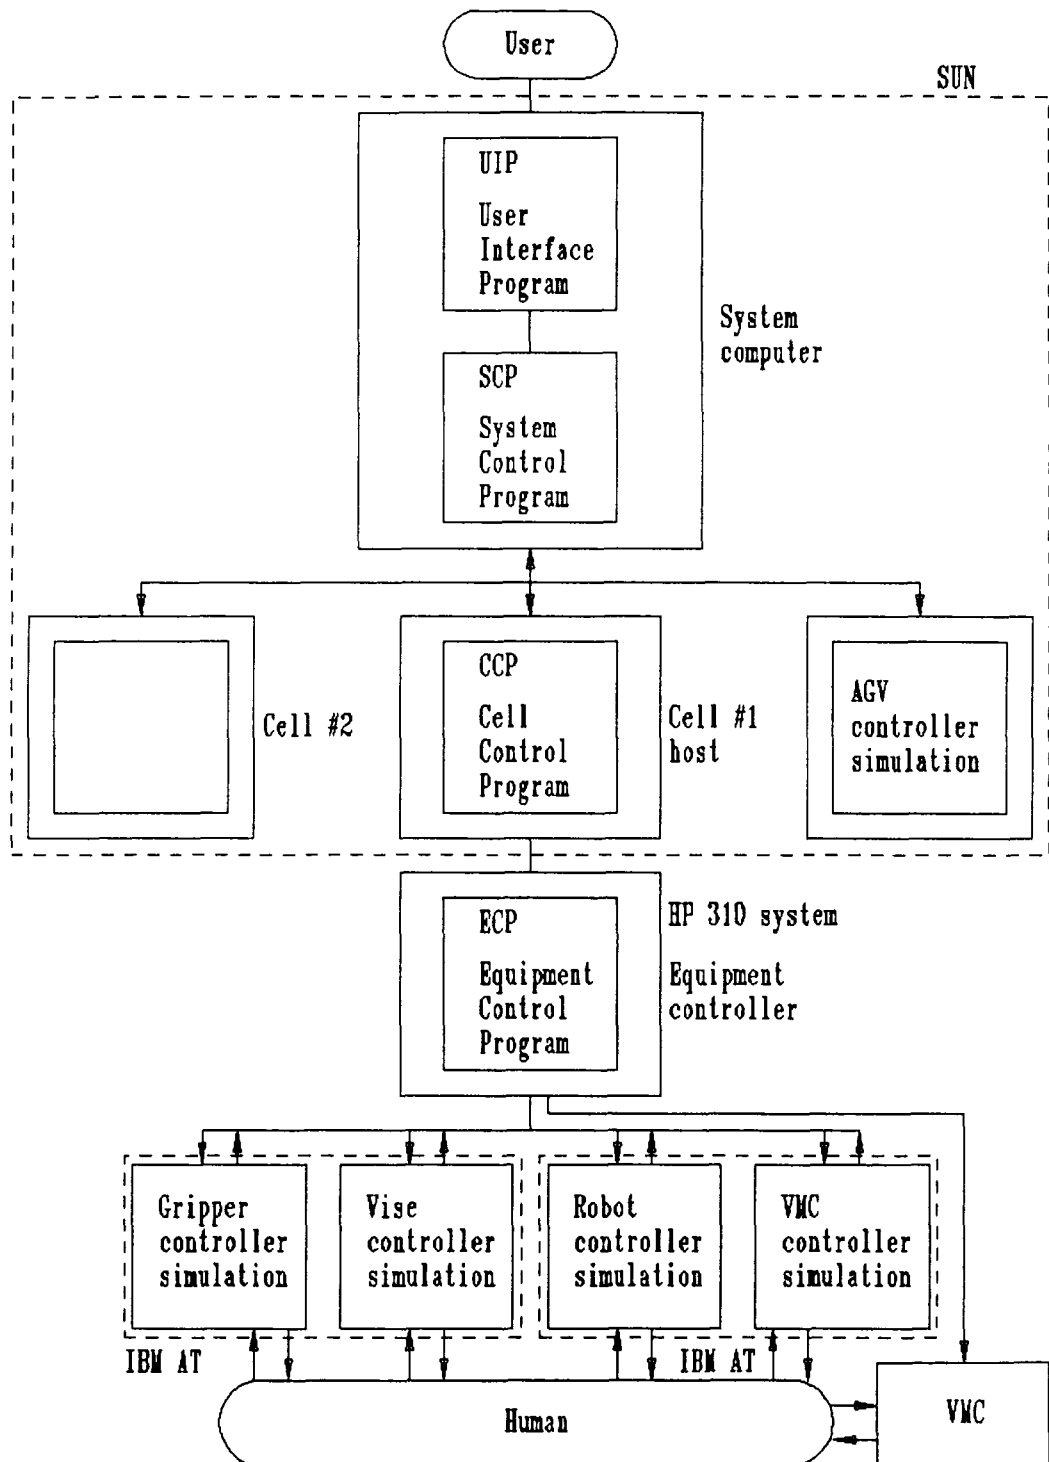 User
SUN
UIP
User
Interface
Program
System
computer
SCP
System
Control
Program
Cell #2
CCP
Cell
Control
Program
Cell #1
host
AGV
controller
simulation
ECP
Equipment
Control
Program
HP 310 system
Equipment
controller
Gripper
controller
simulation
Vise
controller
simulation
Robot
controller
simulation
VMC
controller
simulation
IBM AT
IBM AT
Human
VMC